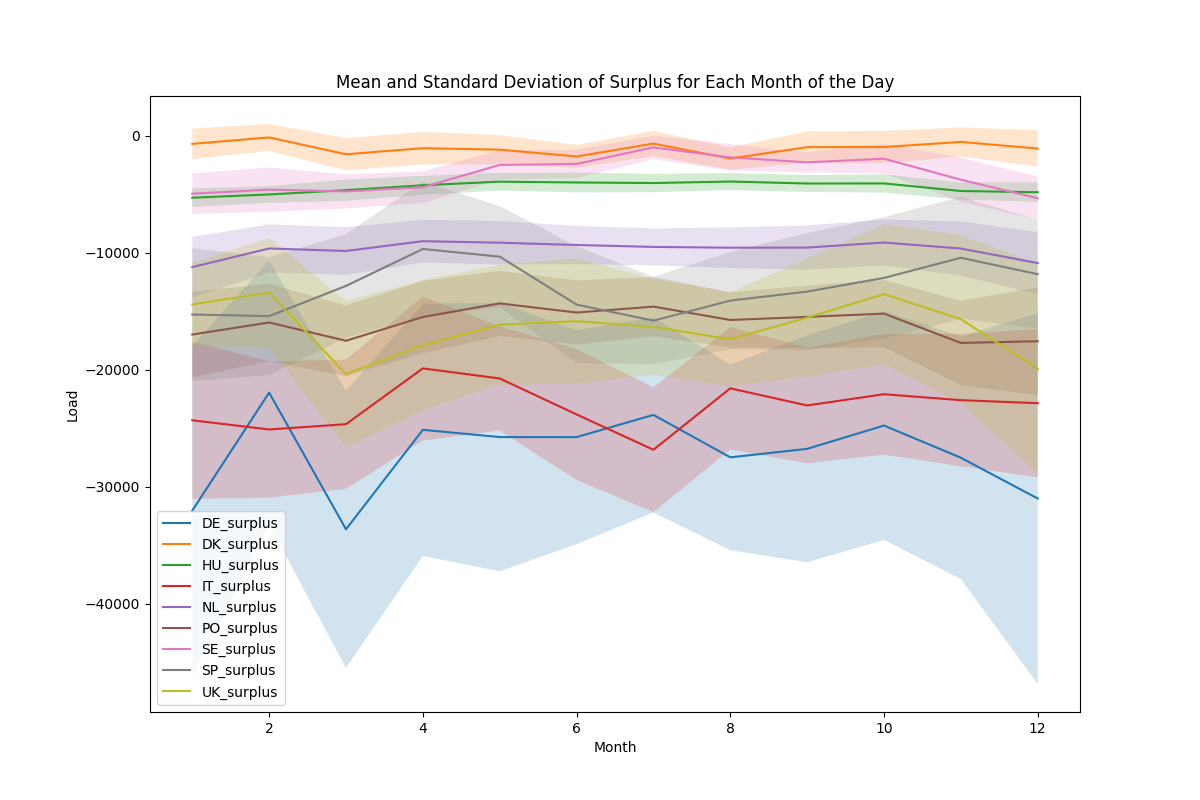 Mean and Standard Deviation of Surplus for Each Month of the Day
Load
0
−10000
−20000
−30000
−40000
DE_surplus
DK_surplus
HU_surplus
IT_surplus
NL_surplus
PO_surplus
SE_surplus
SP_surplus
UK_surplus
2 4 6 8 10 12
Month